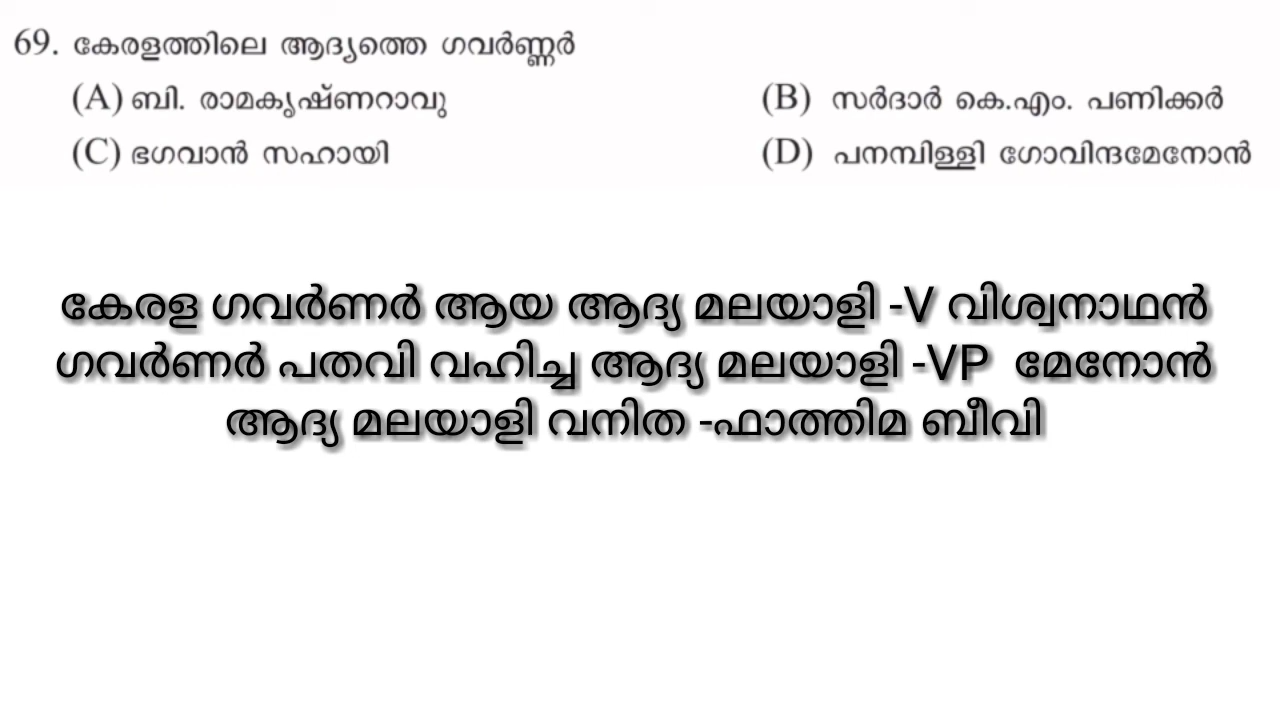 69. കേരളത്തിലെ ആദ്യത്തെ ഗവർണ്ണർ
(A) ബി. രാമകൃഷ്ണറാവു (B) സർദാർ കെ.എം. പണിക്കർ
(C) ഭഗവാൻ സഹായി (D) പനമ്പിള്ളി ഗോവിന്ദമേനോൻ
കേരള ഗവർണർ ആയ ആദ്യ മലയാളി -V വിശ്വനാഥൻ
ഗവർണർ പതവി വഹിച്ച ആദ്യ മലയാളി -VP മേനോൻ
ആദ്യ മലയാളി വനിത -ഫാത്തിമ ബീവി